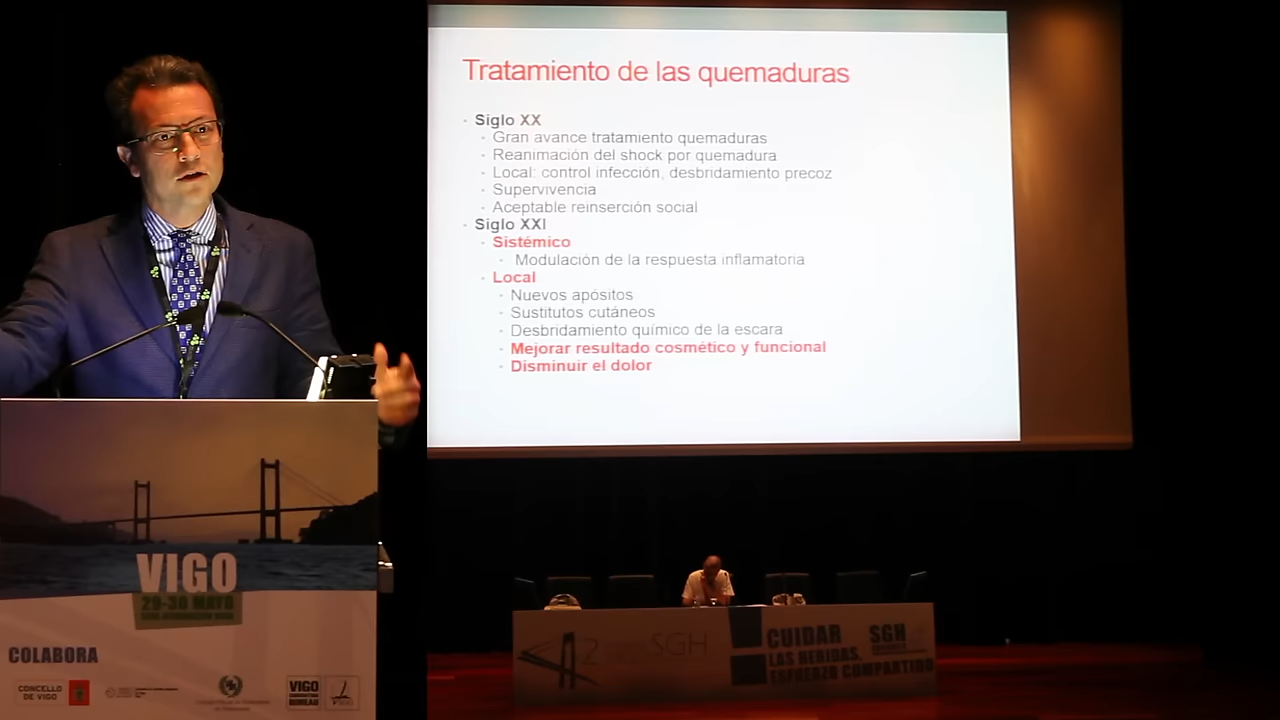 Tratamiento de las quemaduras
Siglo XX
Gran avance tratamiento quemaduras
Reanimación del shock por quemadura
Local: control infección, desbridamiento precoz
Supervivencia
Aceptable reinserción social
Siglo XXI
Sistémico
Modulación de la respuesta inflamatoria
Local
Nuevos apósitos
Sustitutos cutáneos
Desbridamiento químico de la escara
Mejorar resultado cosmético y funcional
Disminuir el dolor
VIGO
29-30 MAYO
COLABORA
CONCELLO
DE VIGO
VIGO
CONVENTION
BUREAU
SGH
CUIDAR
LAS HERIDAS,
ESFUERZO COMPARTIDO
SGH